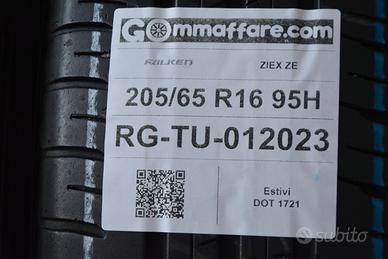 GOmmaffare.com
FALKEN ZIEX ZE
205/65 R16 95H
RG-TU-012023
Estivi
DOT 1721
subito